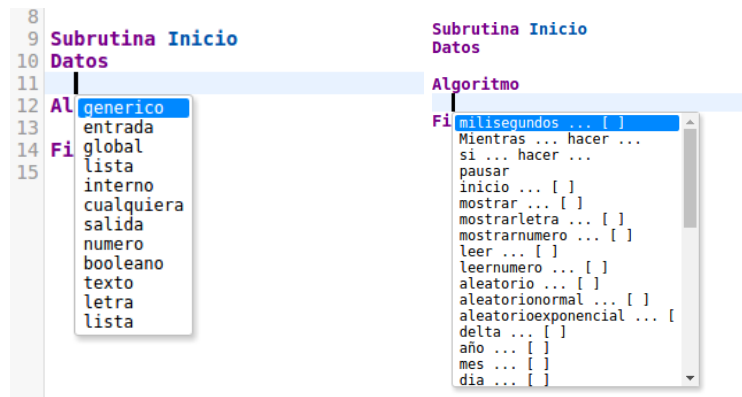 8
9 Subrutina Inicio
10 Datos
11
12 Al
13
14 Fi
15
generico
entrada
global
lista
interno
cualquiera
salida
numero
booleano
texto
letra
lista
Subrutina Inicio
Datos
Algoritmo
Fi
milisegundos ... [ ]
Mientras ... hacer ...
si ... hacer ...
pausar
inicio ... [ ]
mostrar ... [ ]
mostrarletra ... [ ]
mostrarnumero ... [ ]
leer ... [ ]
leernumero ... [ ]
aleatorio ... [ ]
aleatorionormal ... [ ]
aleatorioexponencial ... [
delta ... [ ]
año ... [ ]
mes ... [ ]
dia ... [ ]